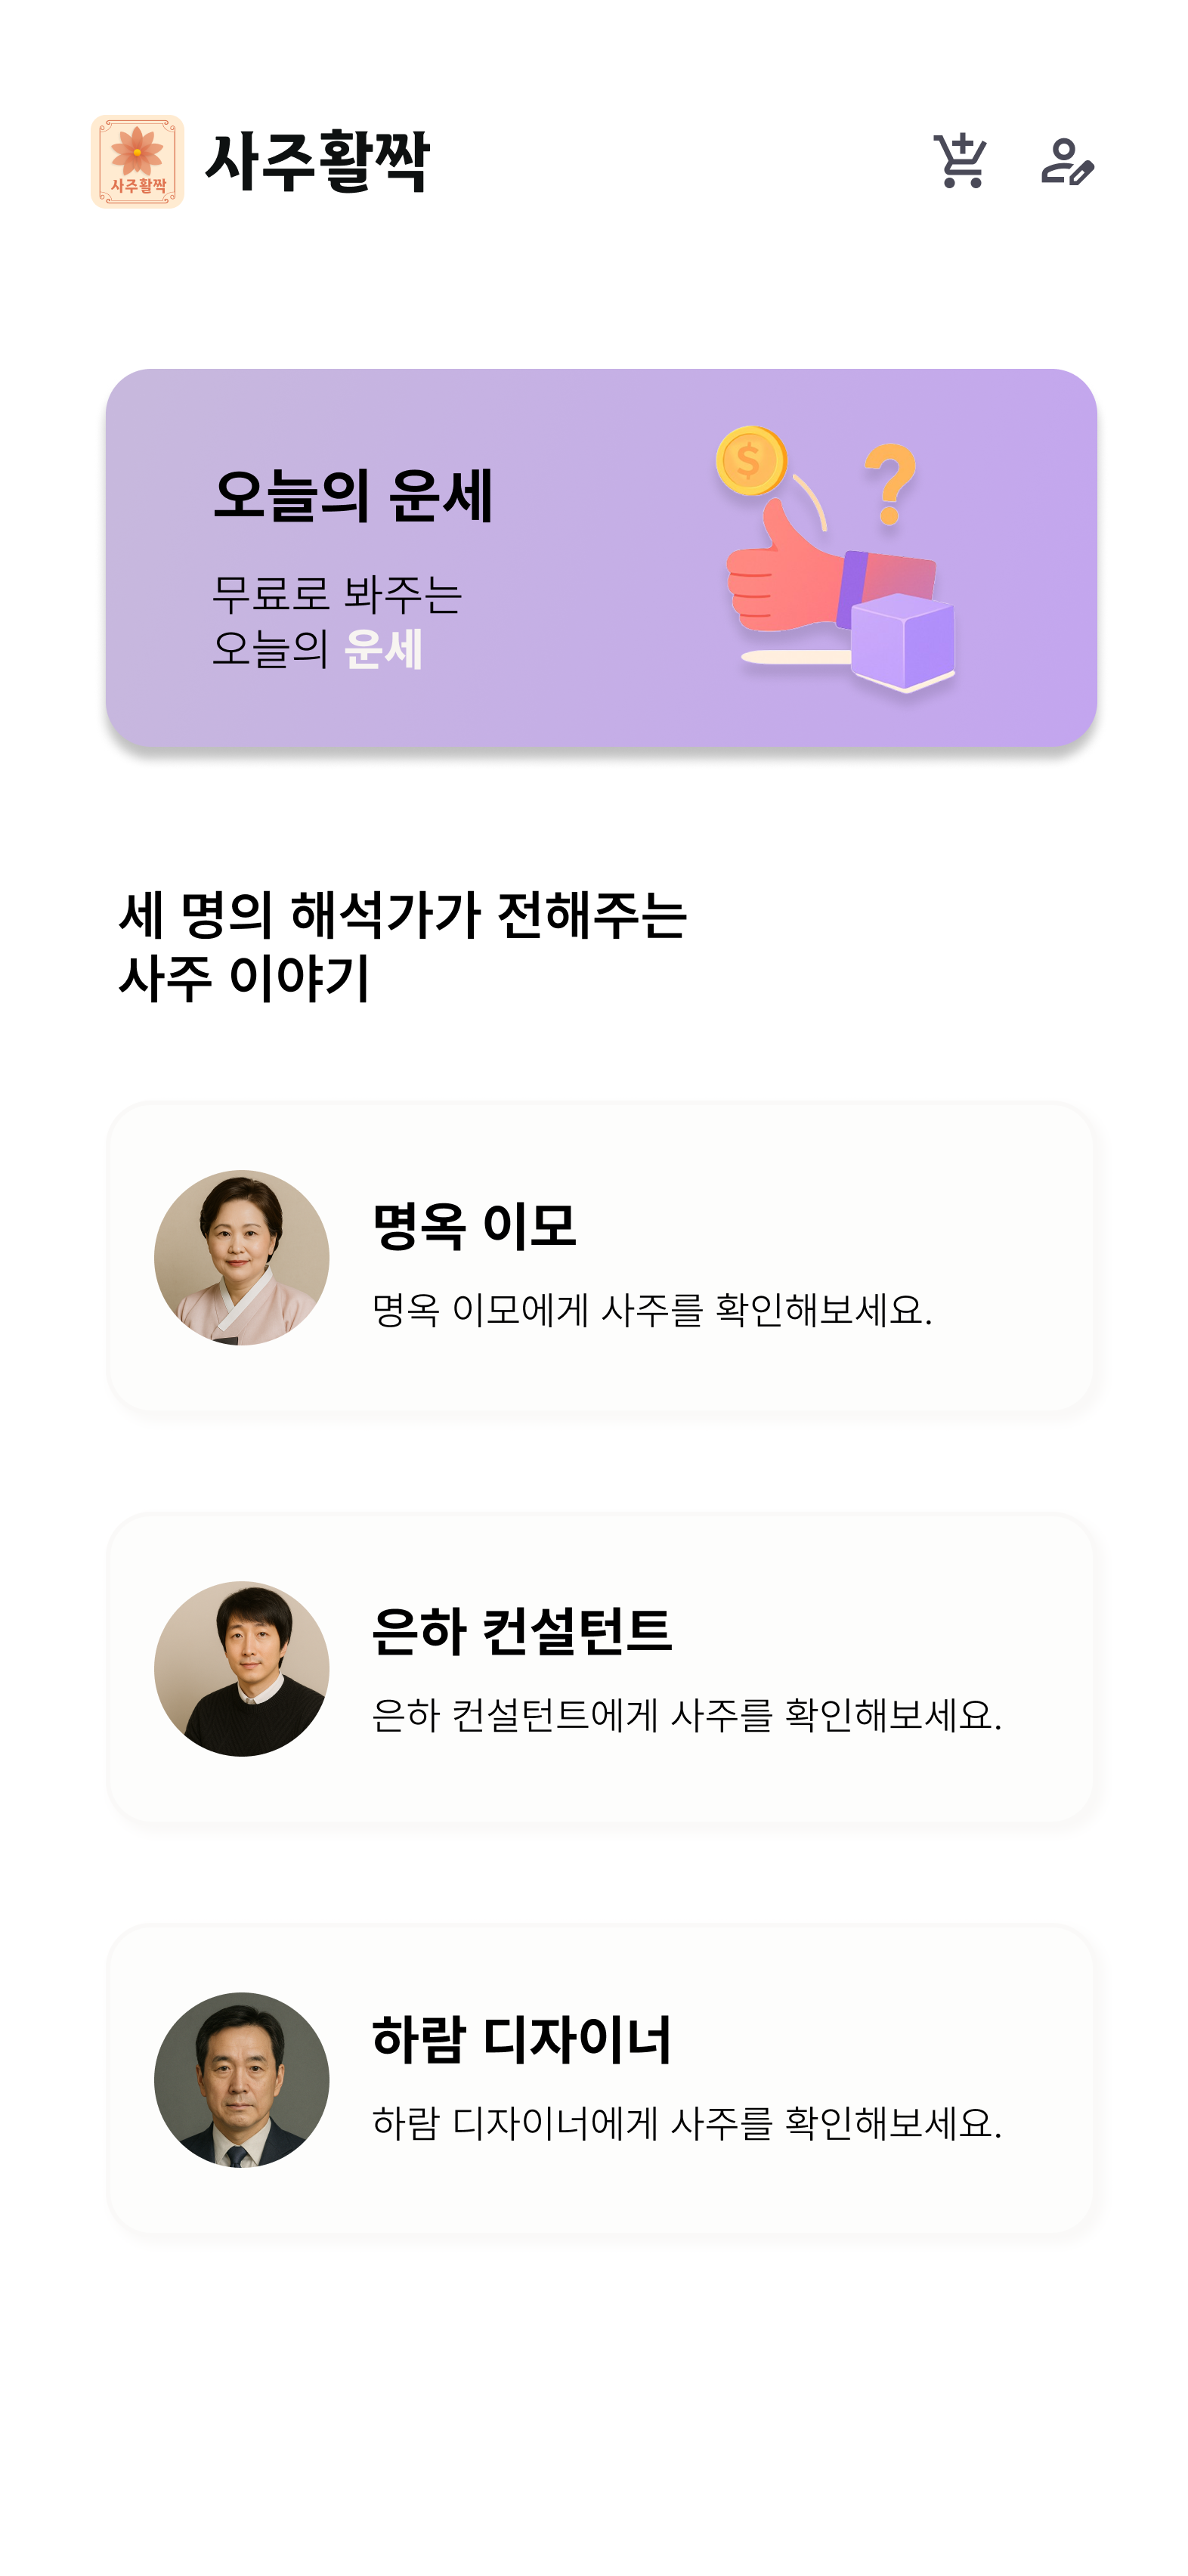 사주활짝
사주활짝
오늘의 운세
무료로 봐주는
오늘의 운세
세 명의 해석가가 전해주는
사주 이야기
명옥 이모
명옥 이모에게 사주를 확인해보세요.
은하 컨설턴트
은하 컨설턴트에게 사주를 확인해보세요.
하람 디자이너
하람 디자이너에게 사주를 확인해보세요.